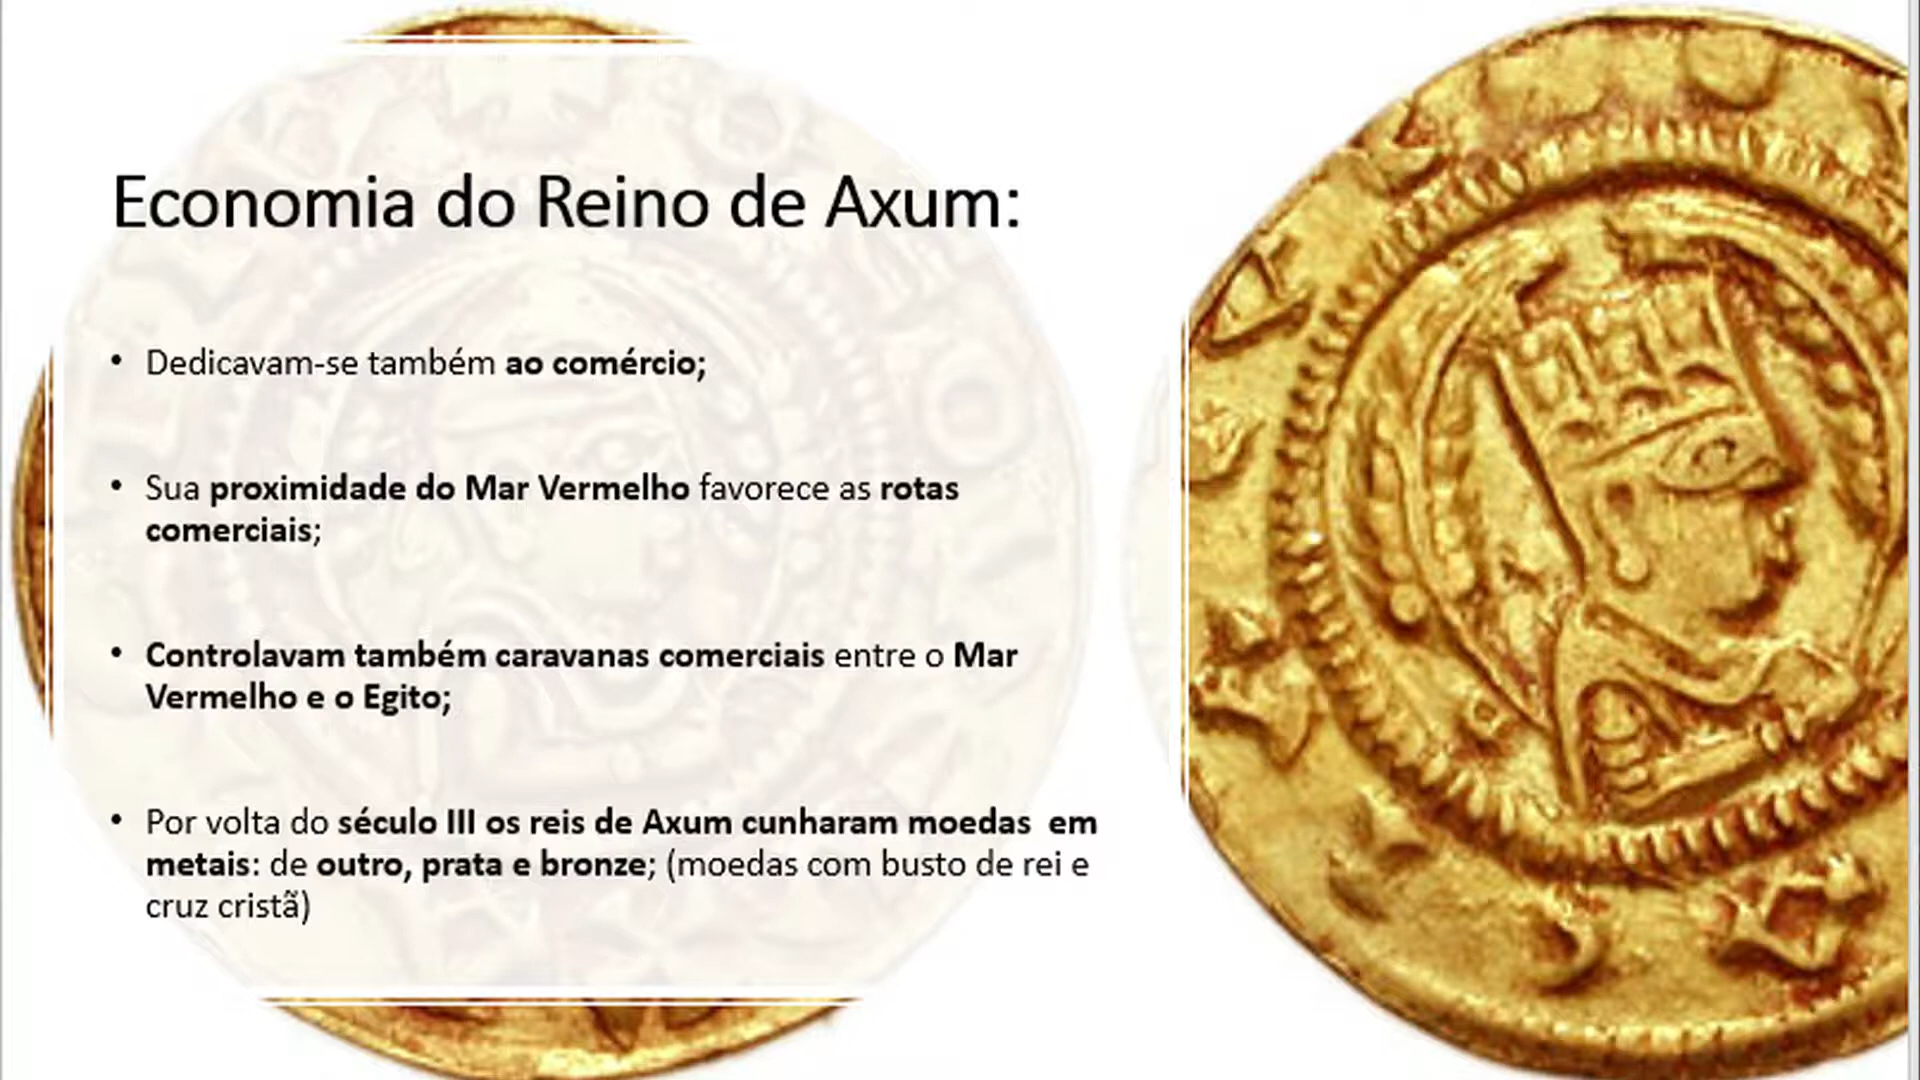 Economia do Reino de Axum:
• Dedicavam-se também ao comércio;
• Sua proximidade do Mar Vermelho favorece as rotas
comerciais;
• Controlavam também caravanas comerciais entre o Mar
Vermelho e o Egito;
• Por volta do século III os reis de Axum cunharam moedas  em
metais: de outro, prata e bronze; (moedas com busto de rei e
cruz cristã)